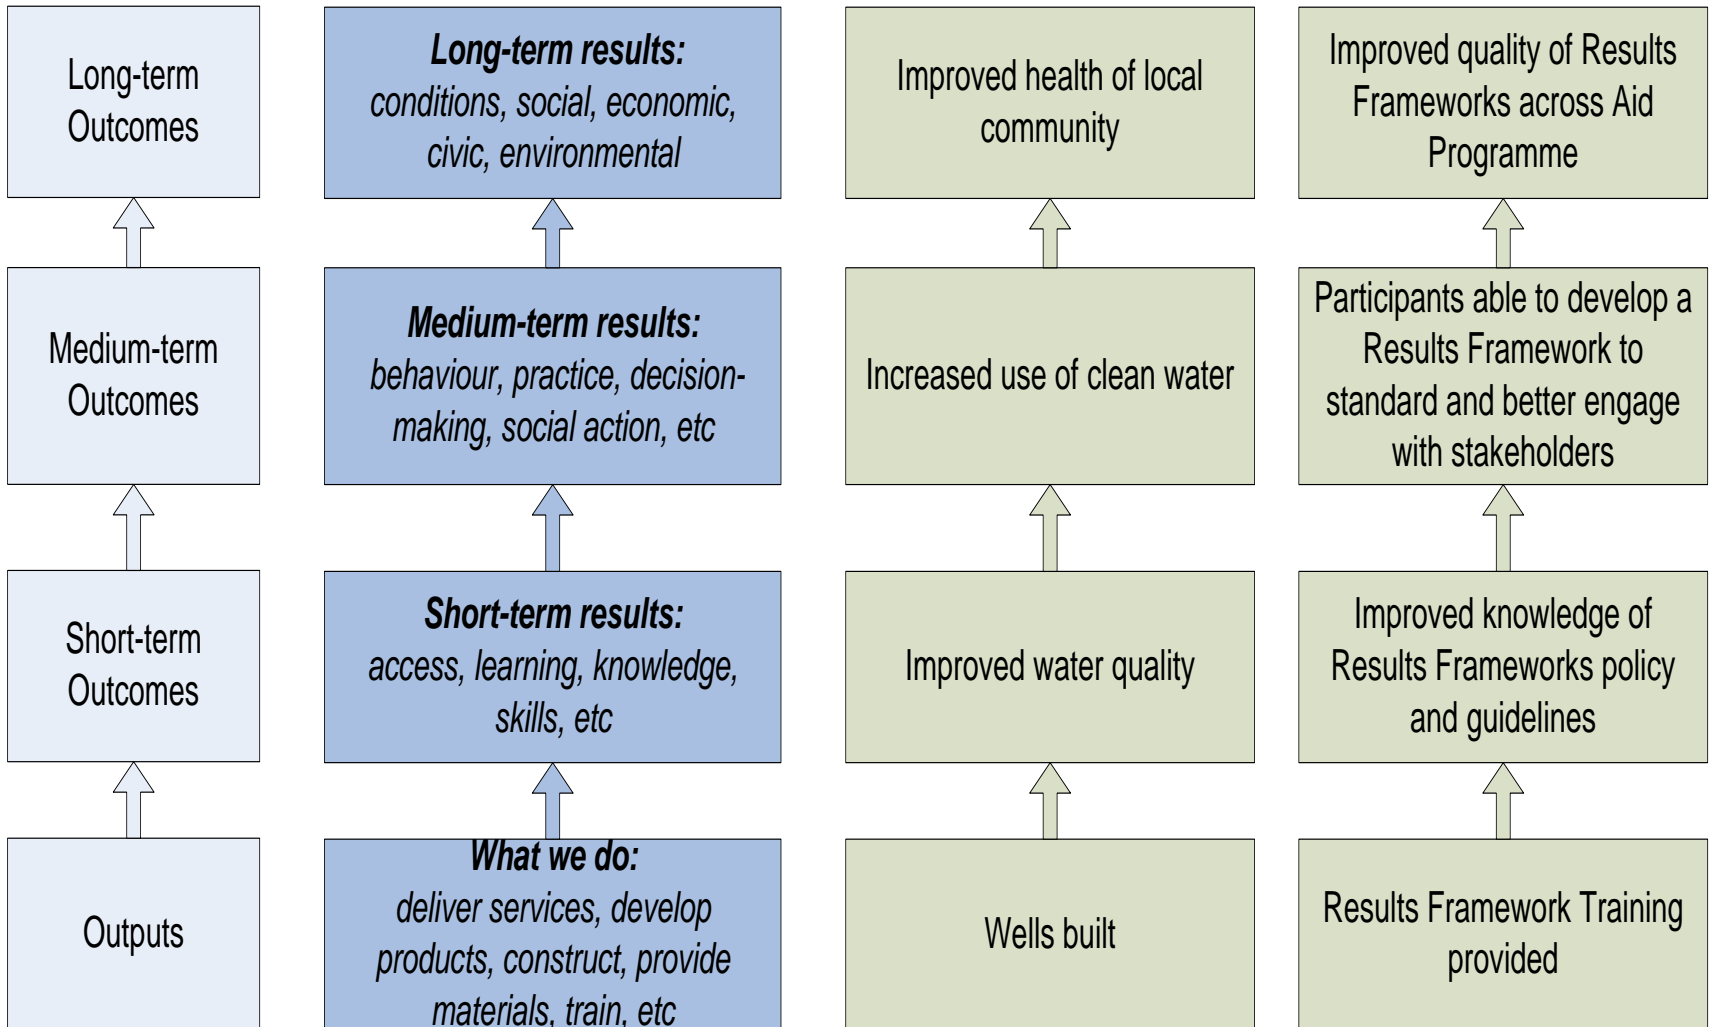 Long-term
Outcomes
Long-term results:
conditions, social, economic,
civic, environmental
Improved health of local
community
Improved quality of Results
Frameworks across Aid
Programme
Medium-term
Outcomes
Medium-term results:
behaviour, practice, decision-
making, social action, etc
Increased use of clean water
Participants able to develop a
Results Framework to
standard and better engage
with stakeholders
Short-term
Outcomes
Short-term results:
access, learning, knowledge,
skills, etc
Improved water quality
Improved knowledge of
Results Frameworks policy
and guidelines
Outputs
What we do:
deliver services, develop
products, construct, provide
materials, train, etc
Wells built
Results Framework Training
provided